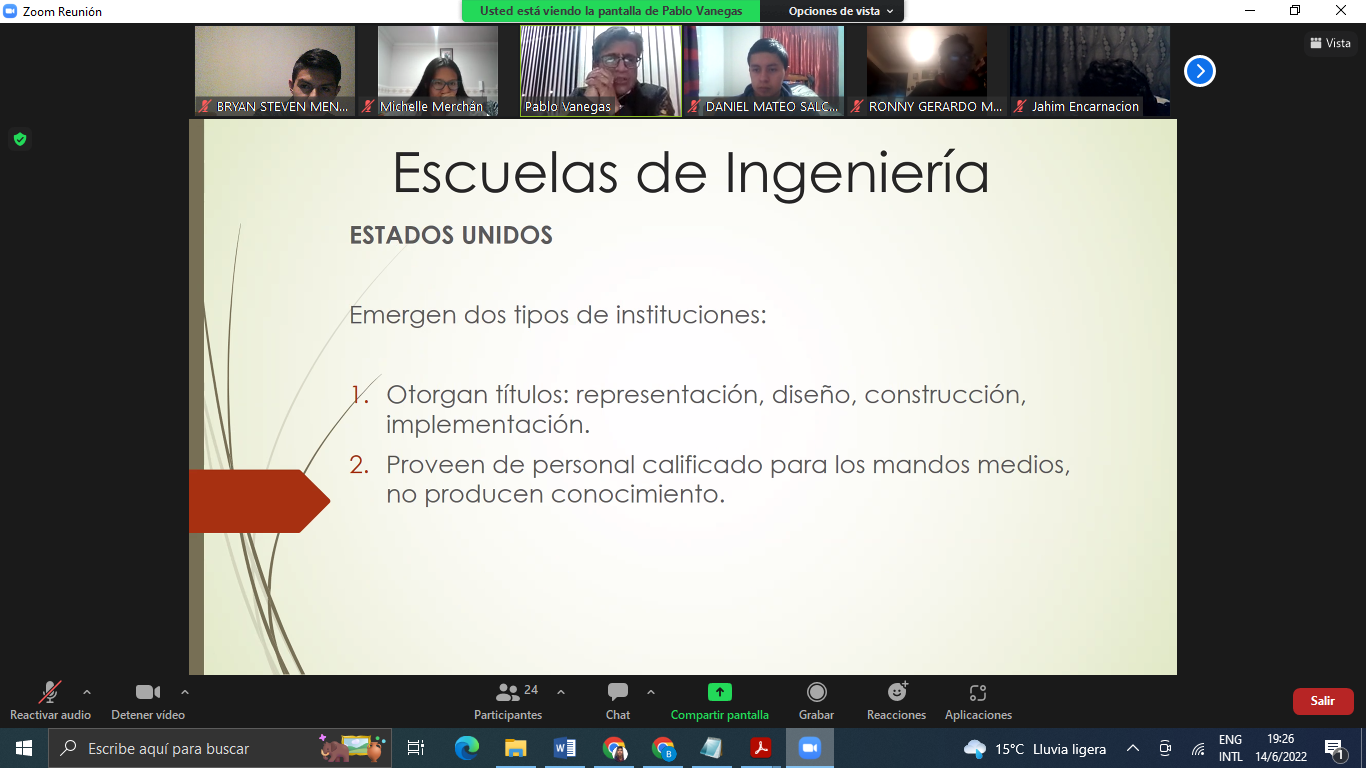 Zoom Reunión
Usted está viendo la pantalla de Pablo Vanegas
Opciones de vista
Vista
BRYAN STEVEN MEN...
Michelle Merchán
Pablo Vanegas
DANIEL MATEO SALC...
RONNY GERARDO M...
Jahim Encarnacion
Escuelas de Ingeniería
ESTADOS UNIDOS
Emergen dos tipos de instituciones:
1. Otorgan títulos: representación, diseño, construcción,
implementación.
2. Proveen de personal calificado para los mandos medios,
no producen conocimiento.
Reactivar audio
Detener vídeo
24
Participantes
Chat
Compartir pantalla
Grabar
Reacciones
Aplicaciones
Salir
Escribe aquí para buscar
15°C Lluvia ligera
ENG
INTL
19:26
14/6/2022
1